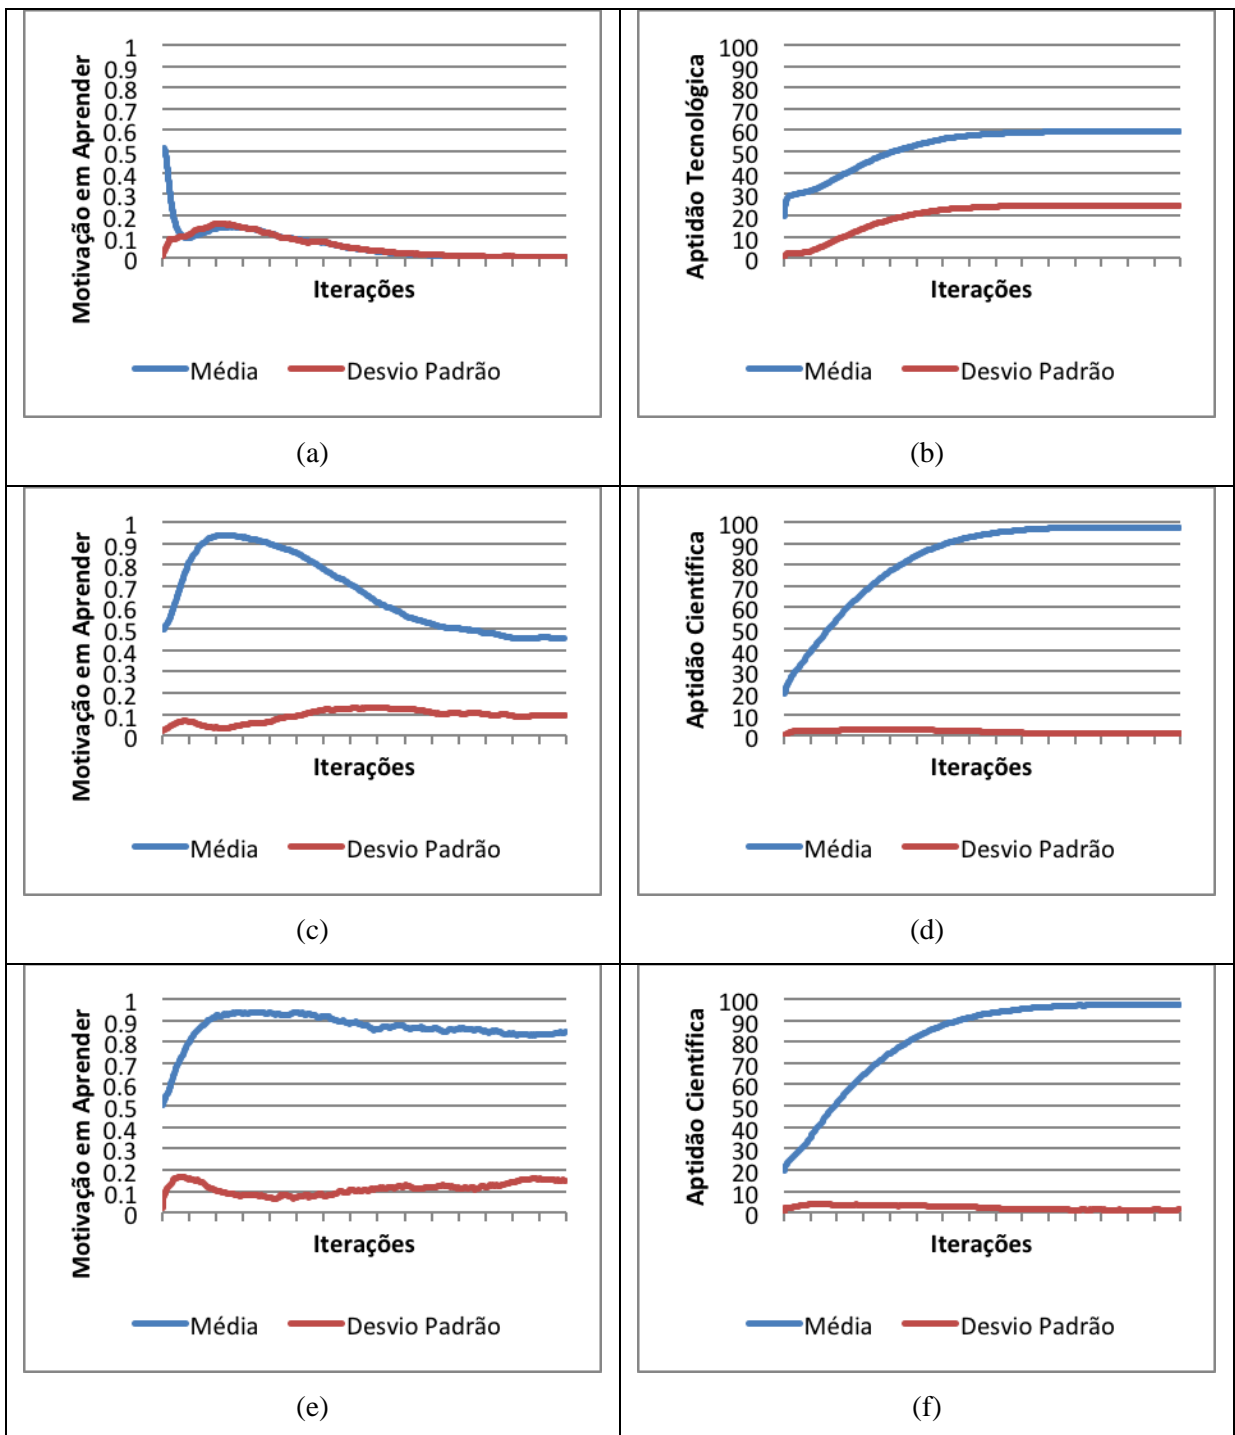 Motivação em Aprender
1
0.9
0.8
0.7
0.6
0.5
0.4
0.3
0.2
0.1
0
Iterações
Média Desvio Padrão
(a)
Aptidão Tecnológica
100
90
80
70
60
50
40
30
20
10
0
Iterações
Média Desvio Padrão
(b)
Motivação em Aprender
1
0.9
0.8
0.7
0.6
0.5
0.4
0.3
0.2
0.1
0
Iterações
Média Desvio Padrão
(c)
Aptidão Científica
100
90
80
70
60
50
40
30
20
10
0
Iterações
Média Desvio Padrão
(d)
Motivação em Aprender
1
0.9
0.8
0.7
0.6
0.5
0.4
0.3
0.2
0.1
0
Iterações
Média Desvio Padrão
(e)
Aptidão Científica
100
90
80
70
60
50
40
30
20
10
0
Iterações
Média Desvio Padrão
(f)